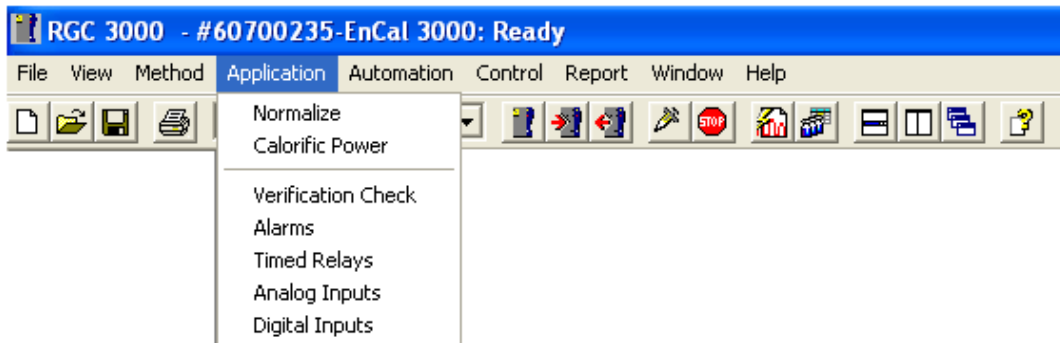 RGC 3000 - #60700235-EnCal 3000: Ready
File View Method Application Automation Control Report Window Help
STOP
Normalize
Calorific Power
Verification Check
Alarms
Timed Relays
Analog Inputs
Digital Inputs